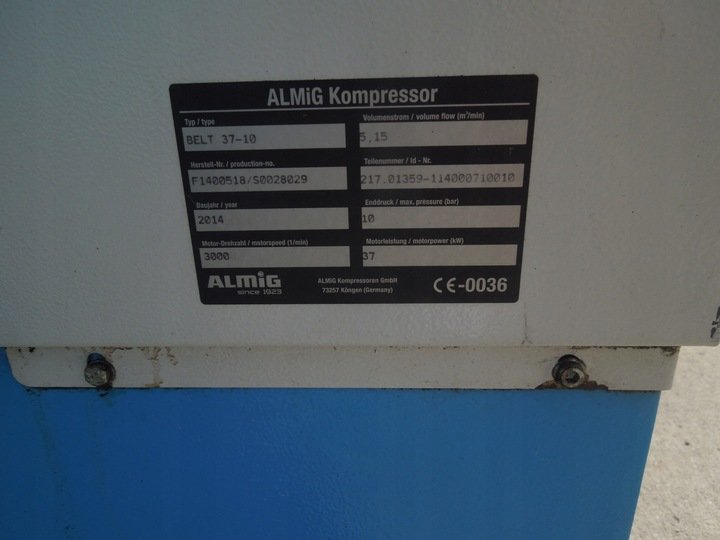 ALMiG Kompressor
Typ / type
BELT 37-10
Volumenstrom / volume flow (m³/min)
5,15
Herstell-Nr. / production-no.
F1400518/S0028029
Teilenummer / Id - Nr.
217.01359-114000710010
Baujahr / year
2014
Enddruck / max. pressure (bar)
10
Motor-Drehzahl / motorspeed (1/min)
3000
Motorleistung / motorpower (kW)
37
ALMiG
since 1923
ALMiG Kompressoren GmbH
73257 Köngen (Germany)
CE-0036